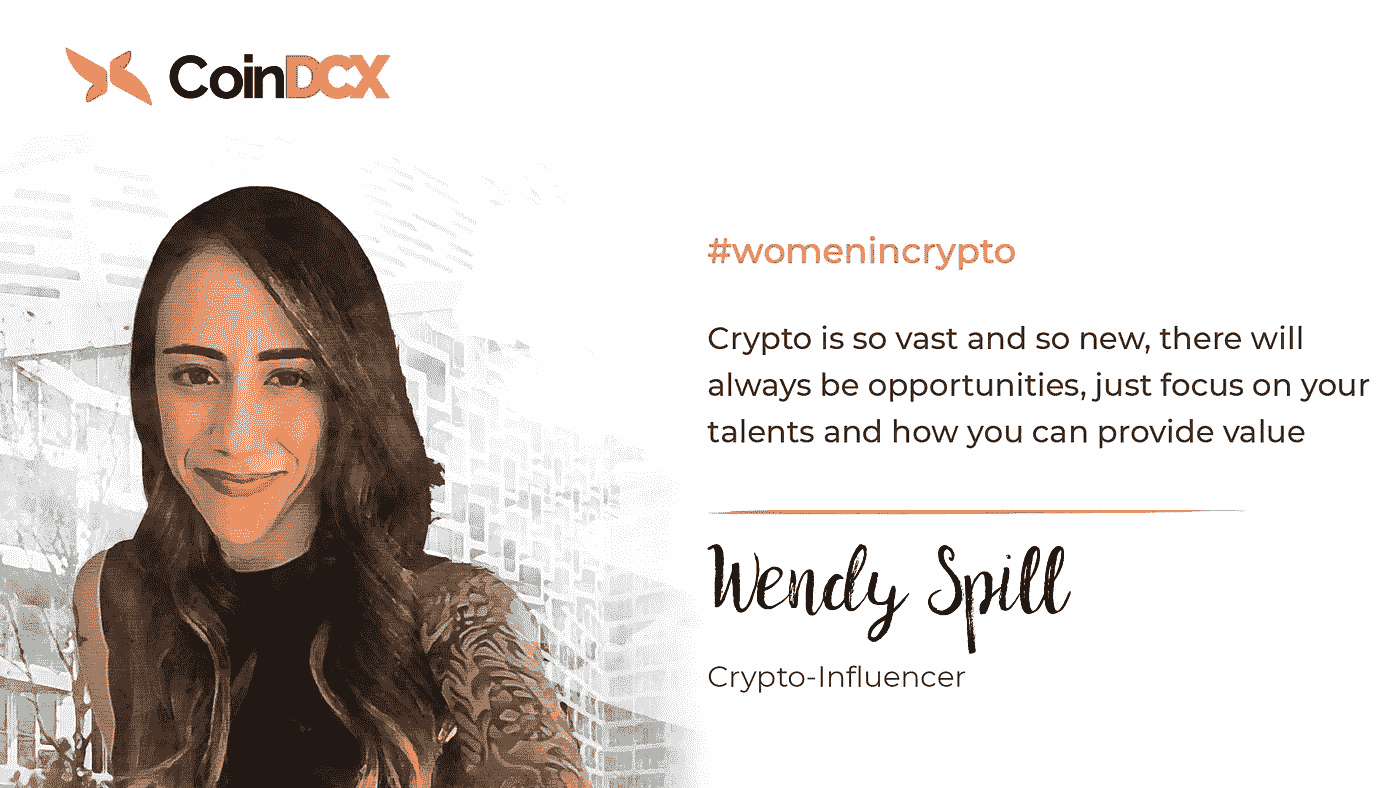 CoinDCX
#womenincrypto
Crypto is so vast and so new, there will
always be opportunities, just focus on your
talents and how you can provide value
Wendy Spill
Crypto-Influencer